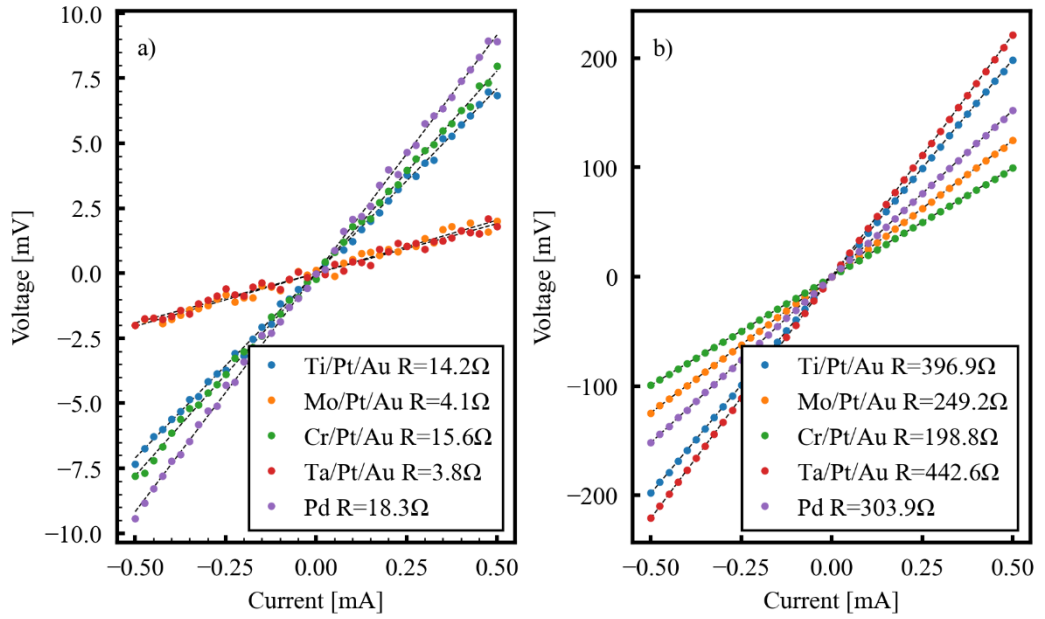 a)
10.0
7.5
5.0
2.5
0.0
−2.5
−5.0
−7.5
−10.0
Voltage [mV]
Ti/Pt/Au R=14.2Ω
Mo/Pt/Au R=4.1Ω
Cr/Pt/Au R=15.6Ω
Ta/Pt/Au R=3.8Ω
Pd R=18.3Ω
−0.50 −0.25 0.00 0.25 0.50
Current [mA]
b)
200
100
0
−100
−200
Voltage [mV]
Ti/Pt/Au R=396.9Ω
Mo/Pt/Au R=249.2Ω
Cr/Pt/Au R=198.8Ω
Ta/Pt/Au R=442.6Ω
Pd R=303.9Ω
−0.50 −0.25 0.00 0.25 0.50
Current [mA]